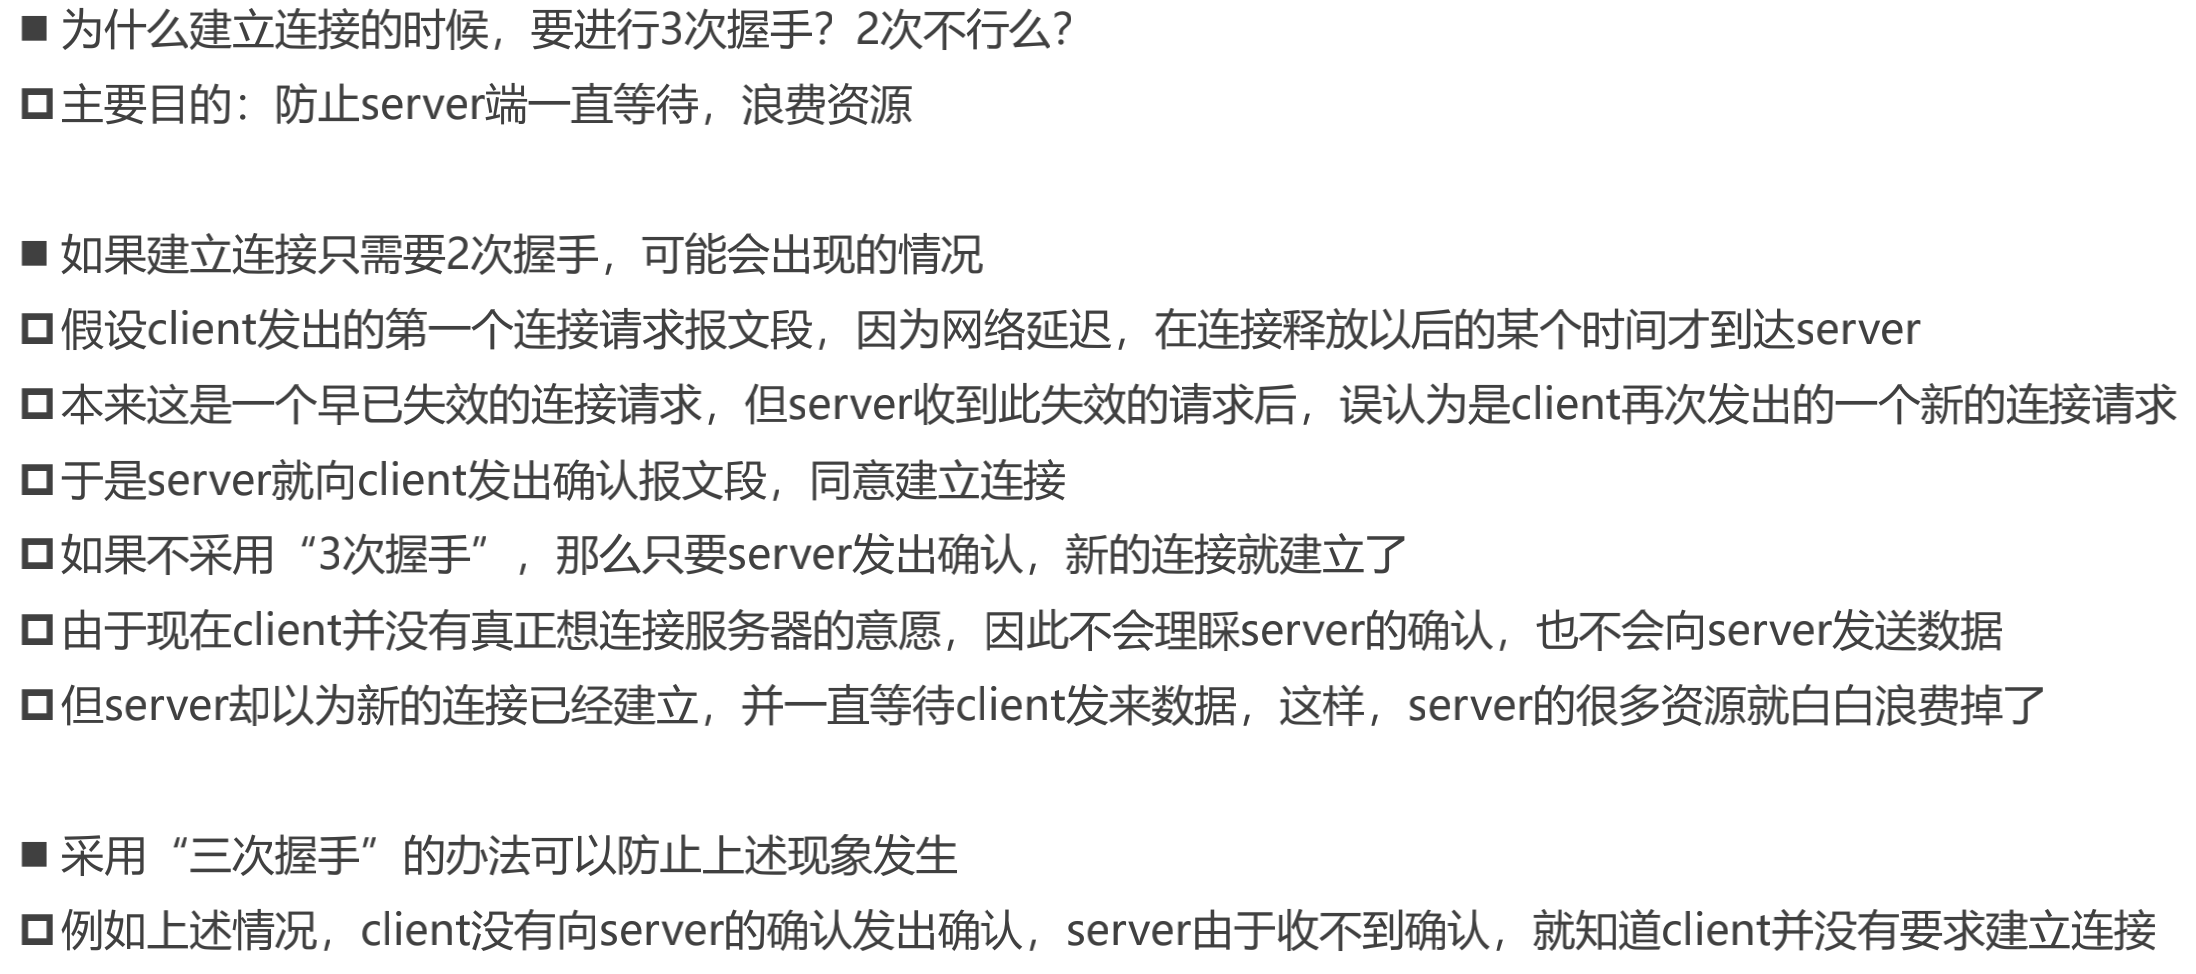 ■ 为什么建立连接的时候，要进行3次握手？2次不行么？
□ 主要目的：防止server端一直等待，浪费资源
■ 如果建立连接只需要2次握手，可能会出现的情况
□ 假设client发出的第一个连接请求报文段，因为网络延迟，在连接释放以后的某个时间才到达server
□ 本来这是一个早已失效的连接请求，但server收到此失效的请求后，误认为是client再次发出的一个新的连接请求
□ 于是server就向client发出确认报文段，同意建立连接
□ 如果不采用“3次握手”，那么只要server发出确认，新的连接就建立了
□ 由于现在client并没有真正想连接服务器的意愿，因此不会理睬server的确认，也不会向server发送数据
□ 但server却以为新的连接已经建立，并一直等待client发来数据，这样，server的很多资源就白白浪费掉了
■ 采用“三次握手”的办法可以防止上述现象发生
□ 例如上述情况，client没有向server的确认发出确认，server由于收不到确认，就知道client并没有要求建立连接